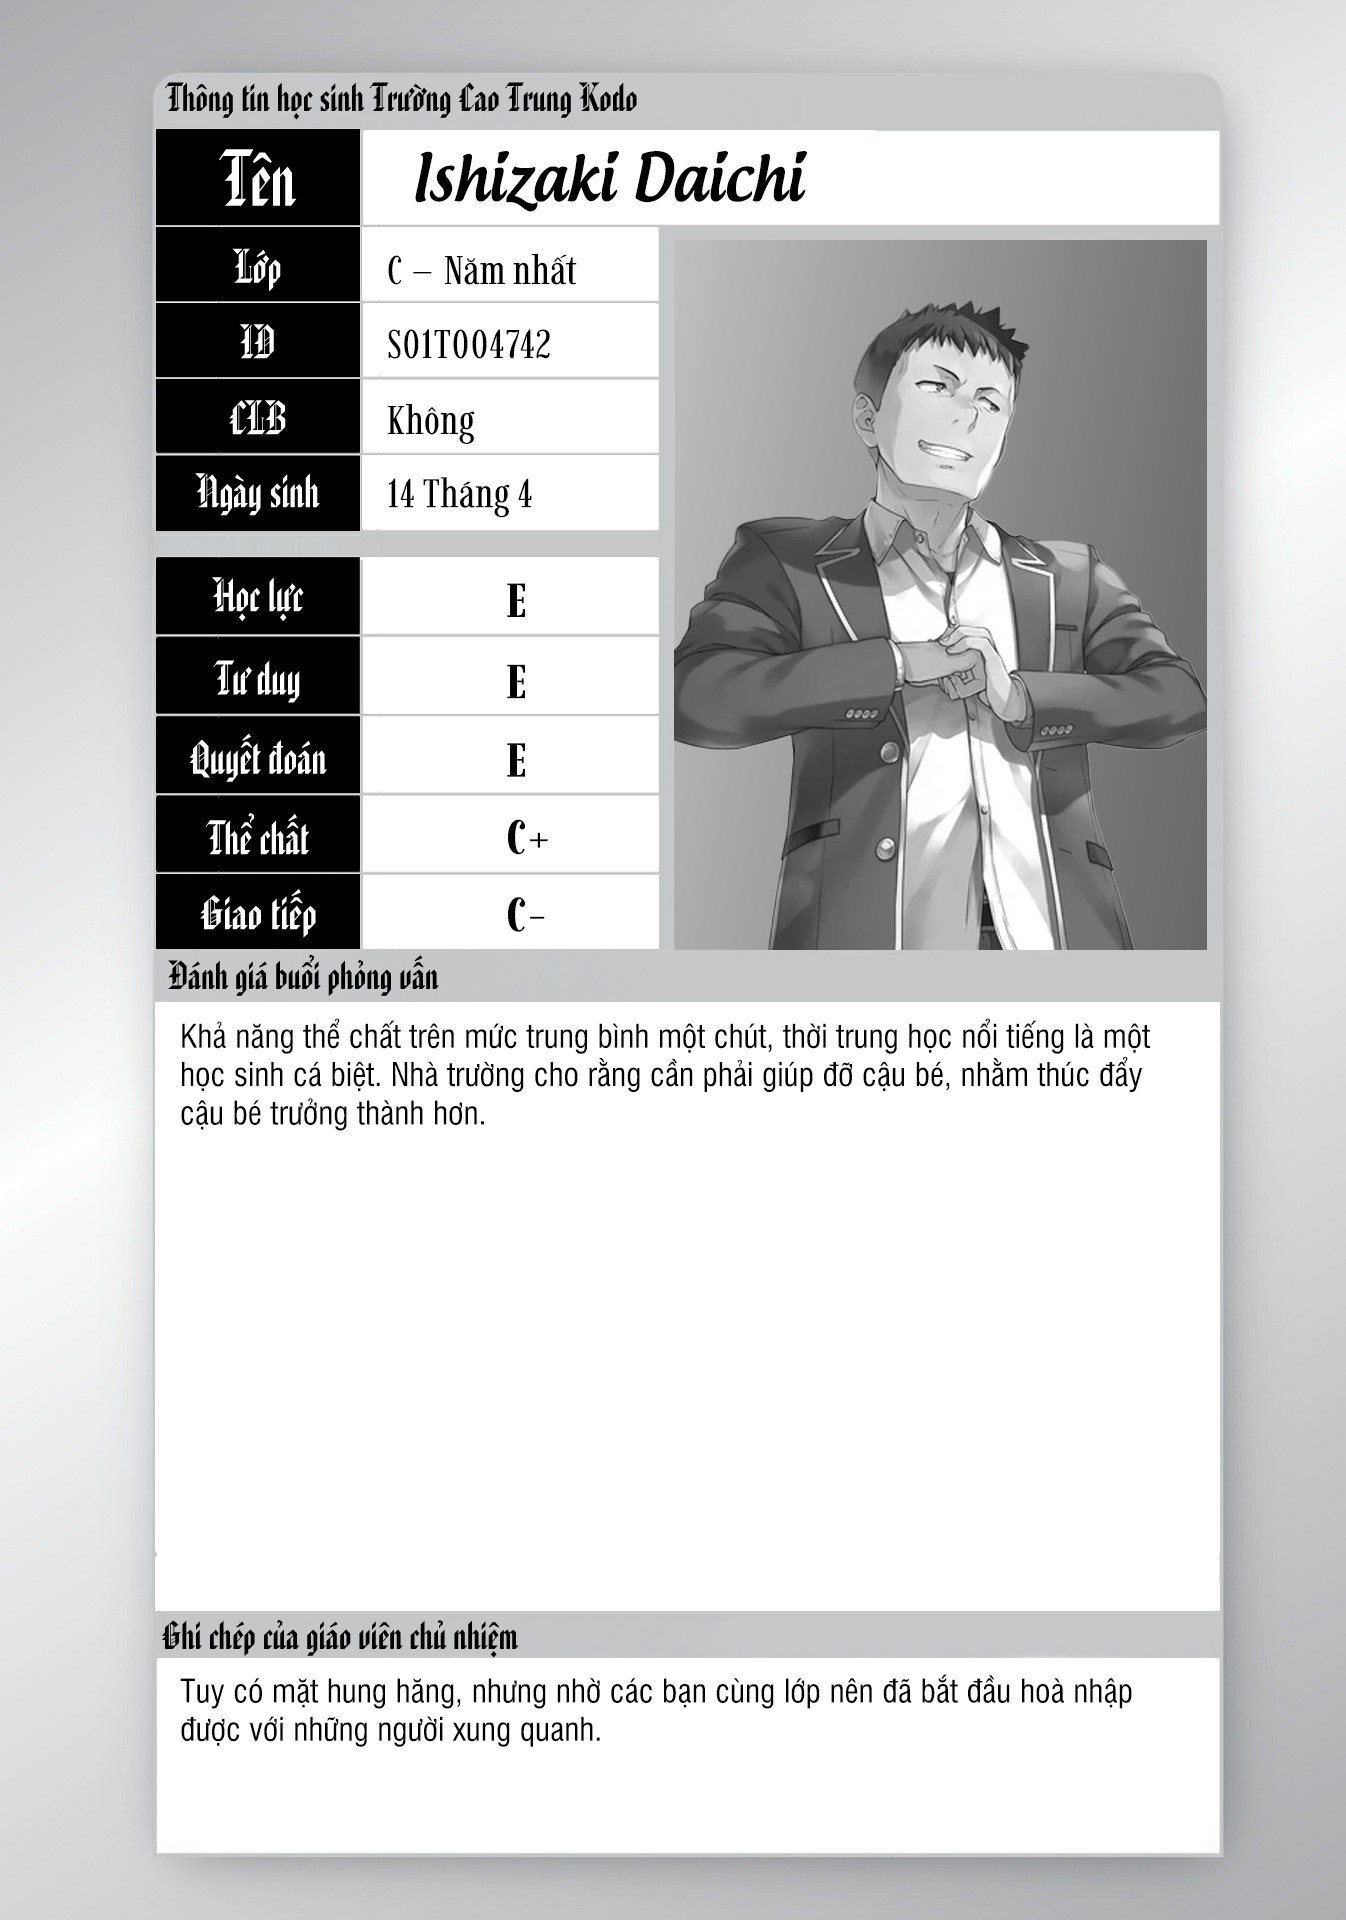 Thông tin học sinh Trường Cao Trung Kodo
Tên
Ishizaki Daichi
Lớp
C – Năm nhất
ID
S01T004742
CLB
Không
Ngày sinh
14 Tháng 4
Học lực
E
Tư duy
E
Quyết đoán
E
Thể chất
C+
Giao tiếp
C-
Đánh giá buổi phỏng vấn
Khả năng thể chất trên mức trung bình một chút, thời trung học nổi tiếng là một
học sinh cá biệt. Nhà trường cho rằng cần phải giúp đỡ cậu bé, nhằm thúc đẩy
cậu bé trưởng thành hơn.
Ghi chép của giáo viên chủ nhiệm
Tuy có mặt hung hăng, nhưng nhờ các bạn cùng lớp nên đã bắt đầu hoà nhập
được với những người xung quanh.